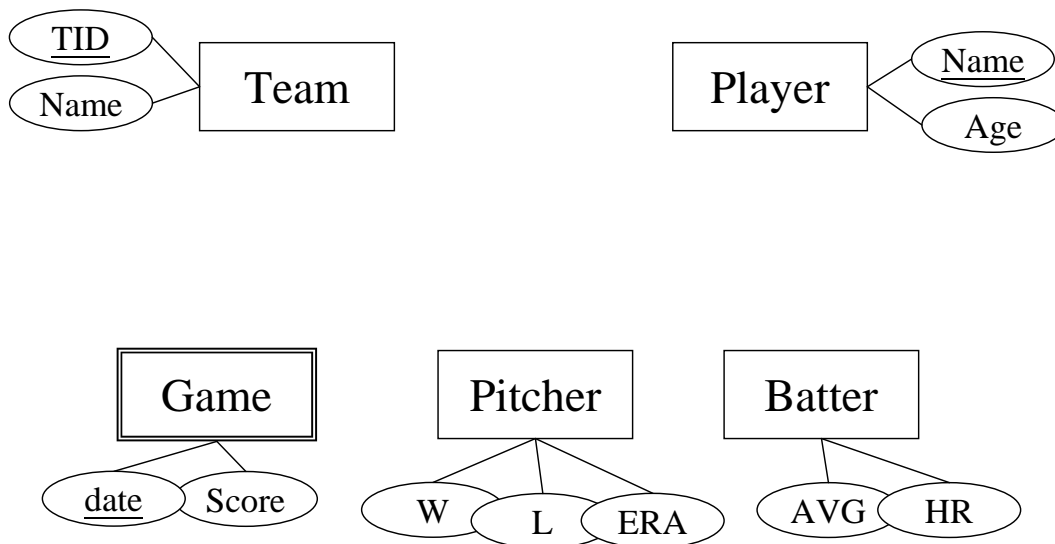 TID
Name
Team
Player
Name
Age
Game
date
Score
Pitcher
W
L
ERA
Batter
AVG
HR